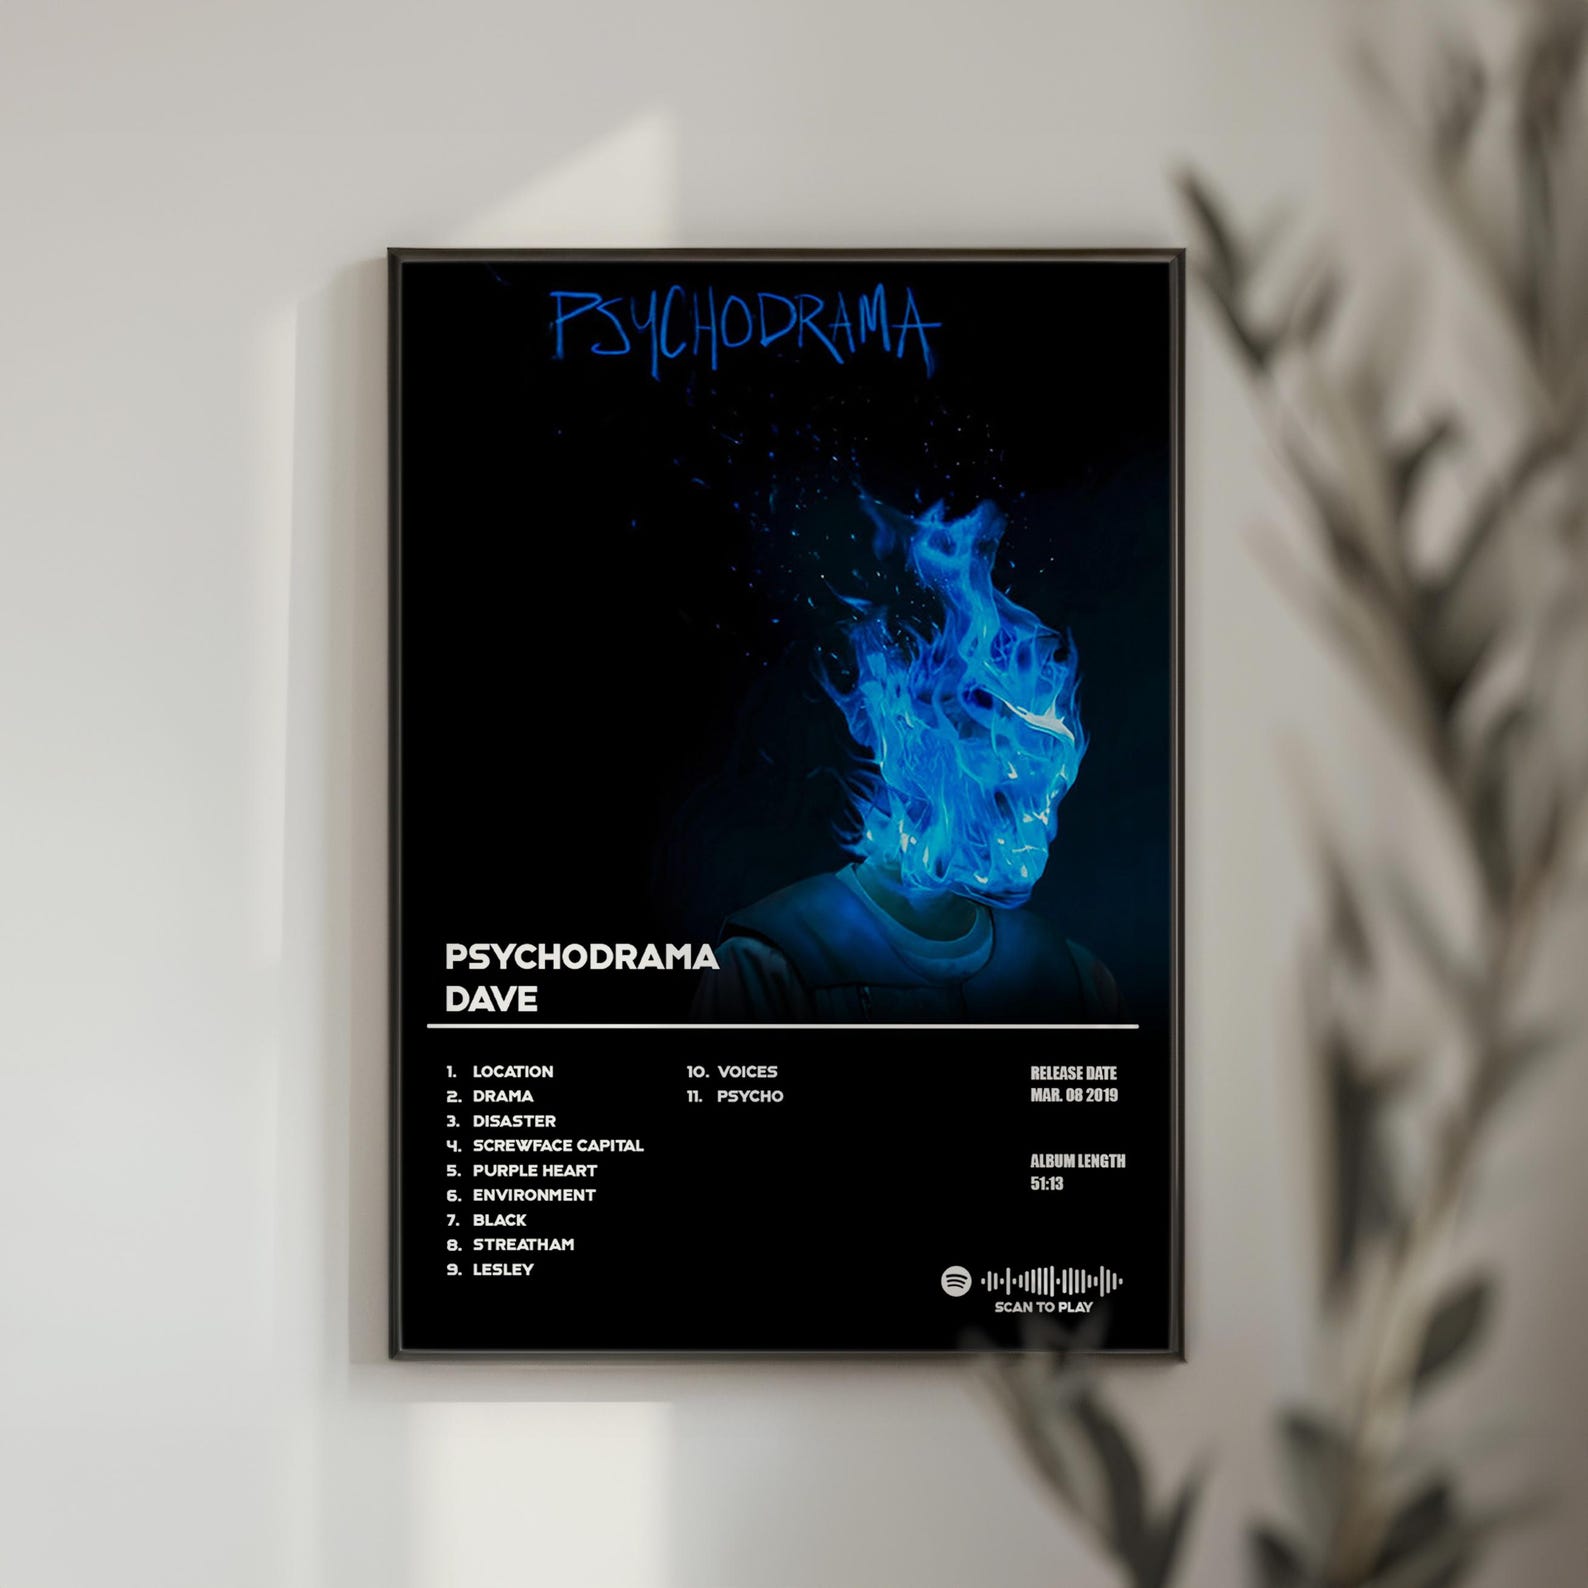 PSYCHODRAMA
PSYCHODRAMA
DAVE
1. LOCATION
2. DRAMA
3. DISASTER
4. SCREWFACE CAPITAL
5. PURPLE HEART
6. ENVIRONMENT
7. BLACK
8. STREATHAM
9. LESLEY
10. VOICES
11. PSYCHO
RELEASE DATE
MAR. 08 2019
ALBUM LENGTH
51:13
SCAN TO PLAY